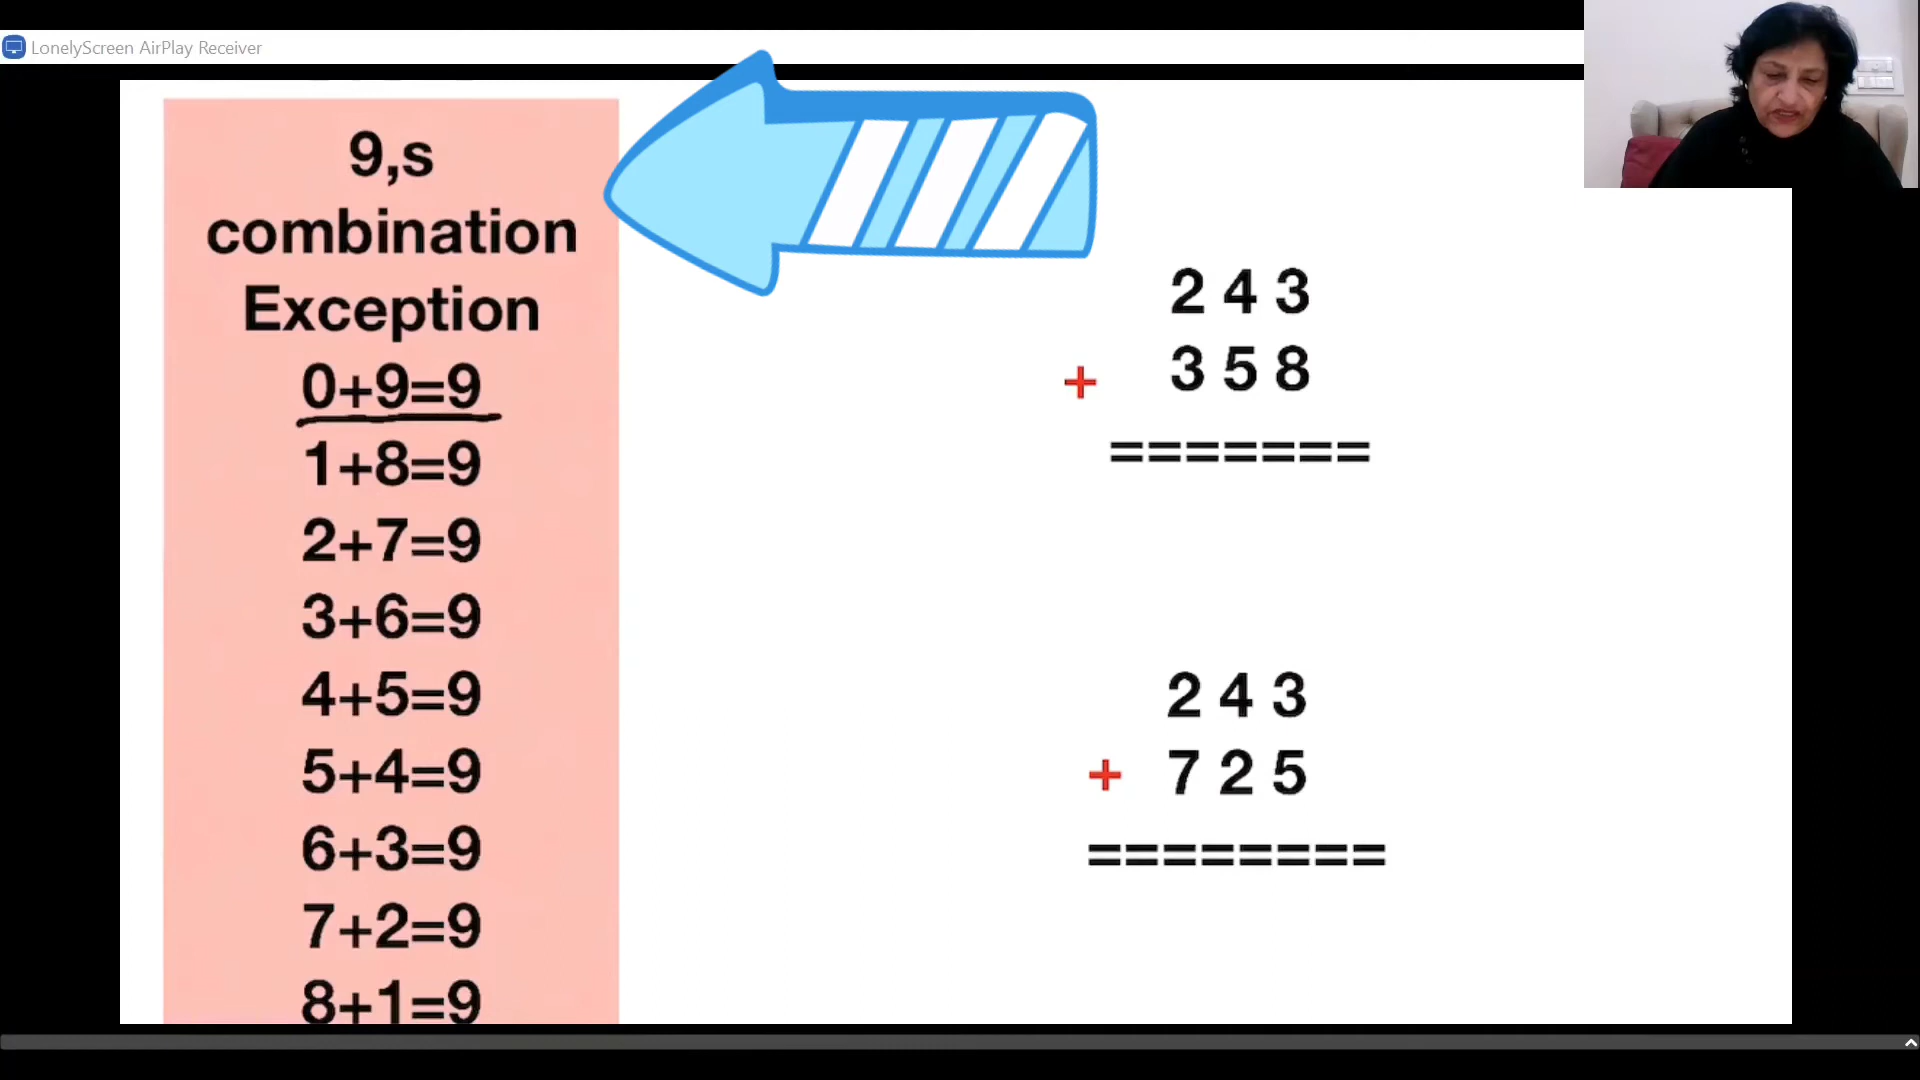 LonelyScreen AirPlay Receiver
9,s
combination
Exception
0+9=9
1+8=9
2+7=9
3+6=9
4+5=9
5+4=9
6+3=9
7+2=9
8+1=9
2 4 3
+ 3 5 8
=======
2 4 3
+ 7 2 5
========